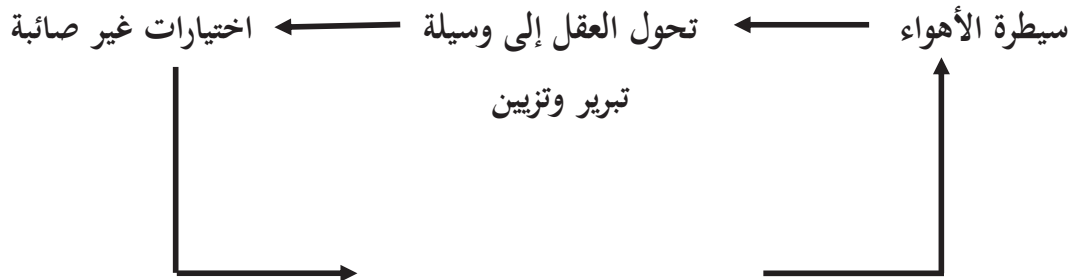 سيطرة الأهواء
تحول العقل إلى وسيلة
تبرير وتزيين
اختيارات غير صائبة